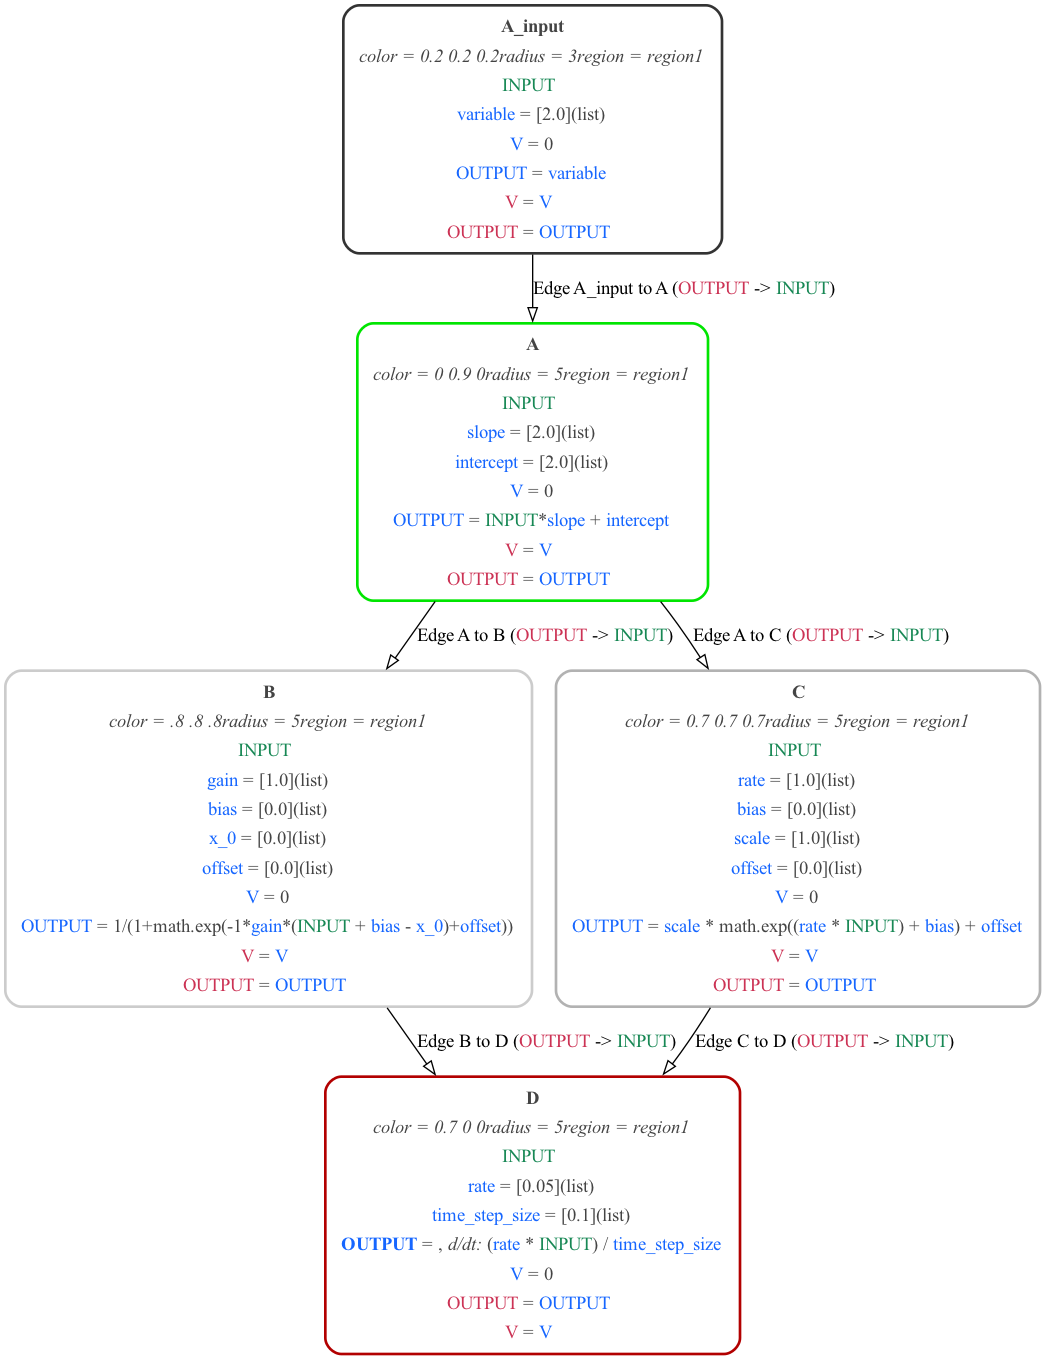 A_input
color = 0.2 0.2 0.2radius = 3region = region1
INPUT
variable = [2.0](list)
V = 0
OUTPUT = variable
V = V
OUTPUT = OUTPUT
Edge A_input to A (OUTPUT -> INPUT)
A
color = 0 0.9 0radius = 5region = region1
INPUT
slope = [2.0](list)
intercept = [2.0](list)
V = 0
OUTPUT = INPUT*slope + intercept
V = V
OUTPUT = OUTPUT
Edge A to B (OUTPUT -> INPUT)
Edge A to C (OUTPUT -> INPUT)
B
color = .8 .8 .8radius = 5region = region1
INPUT
gain = [1.0](list)
bias = [0.0](list)
x_0 = [0.0](list)
offset = [0.0](list)
V = 0
OUTPUT = 1/(1+math.exp(-1*gain*(INPUT + bias - x_0)+offset))
V = V
OUTPUT = OUTPUT
C
color = 0.7 0.7 0.7radius = 5region = region1
INPUT
rate = [1.0](list)
bias = [0.0](list)
scale = [1.0](list)
offset = [0.0](list)
V = 0
OUTPUT = scale * math.exp((rate * INPUT) + bias) + offset
V = V
OUTPUT = OUTPUT
Edge B to D (OUTPUT -> INPUT)
Edge C to D (OUTPUT -> INPUT)
D
color = 0.7 0 0radius = 5region = region1
INPUT
rate = [0.05](list)
time_step_size = [0.1](list)
OUTPUT = , d/dt: (rate * INPUT) / time_step_size
V = 0
OUTPUT = OUTPUT
V = V